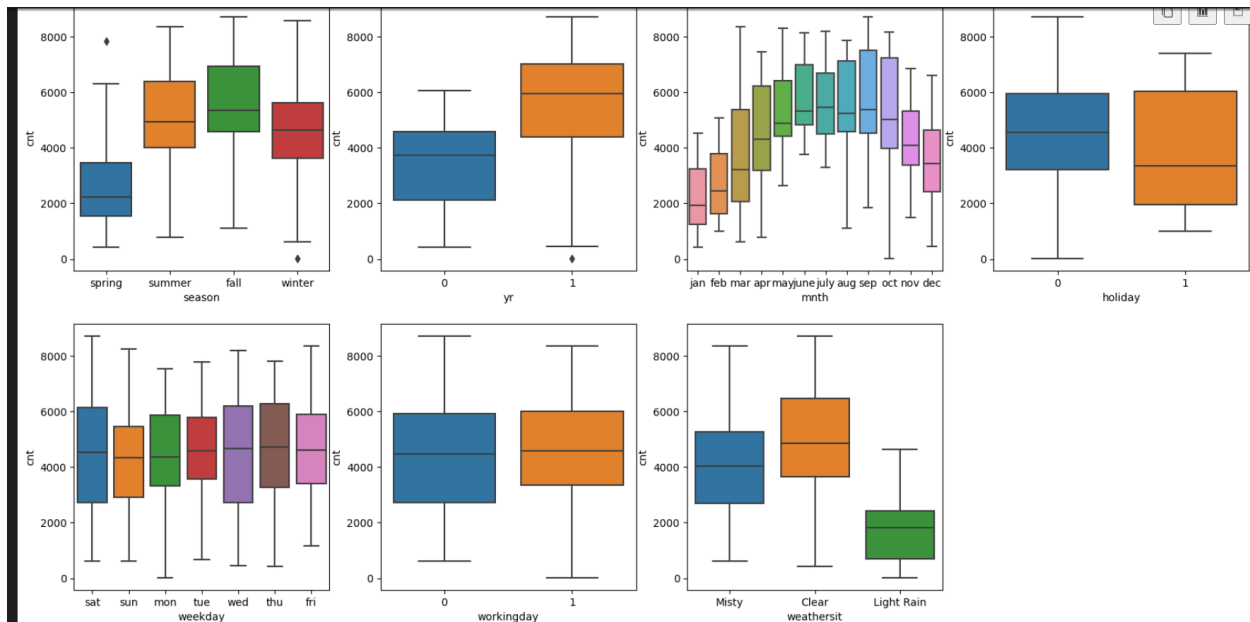 8000
6000
4000
2000
0
cnt
spring summer fall winter
season
8000
6000
4000
2000
0
cnt
0 1
yr
8000
6000
4000
2000
0
cnt
jan feb mar apr may june july aug sep oct nov dec
mnth
8000
6000
4000
2000
0
cnt
0 1
holiday
8000
6000
4000
2000
0
cnt
sat sun mon tue wed thu fri
weekday
8000
6000
4000
2000
0
cnt
0 1
workingday
8000
6000
4000
2000
0
cnt
Misty Clear Light Rain
weathersit